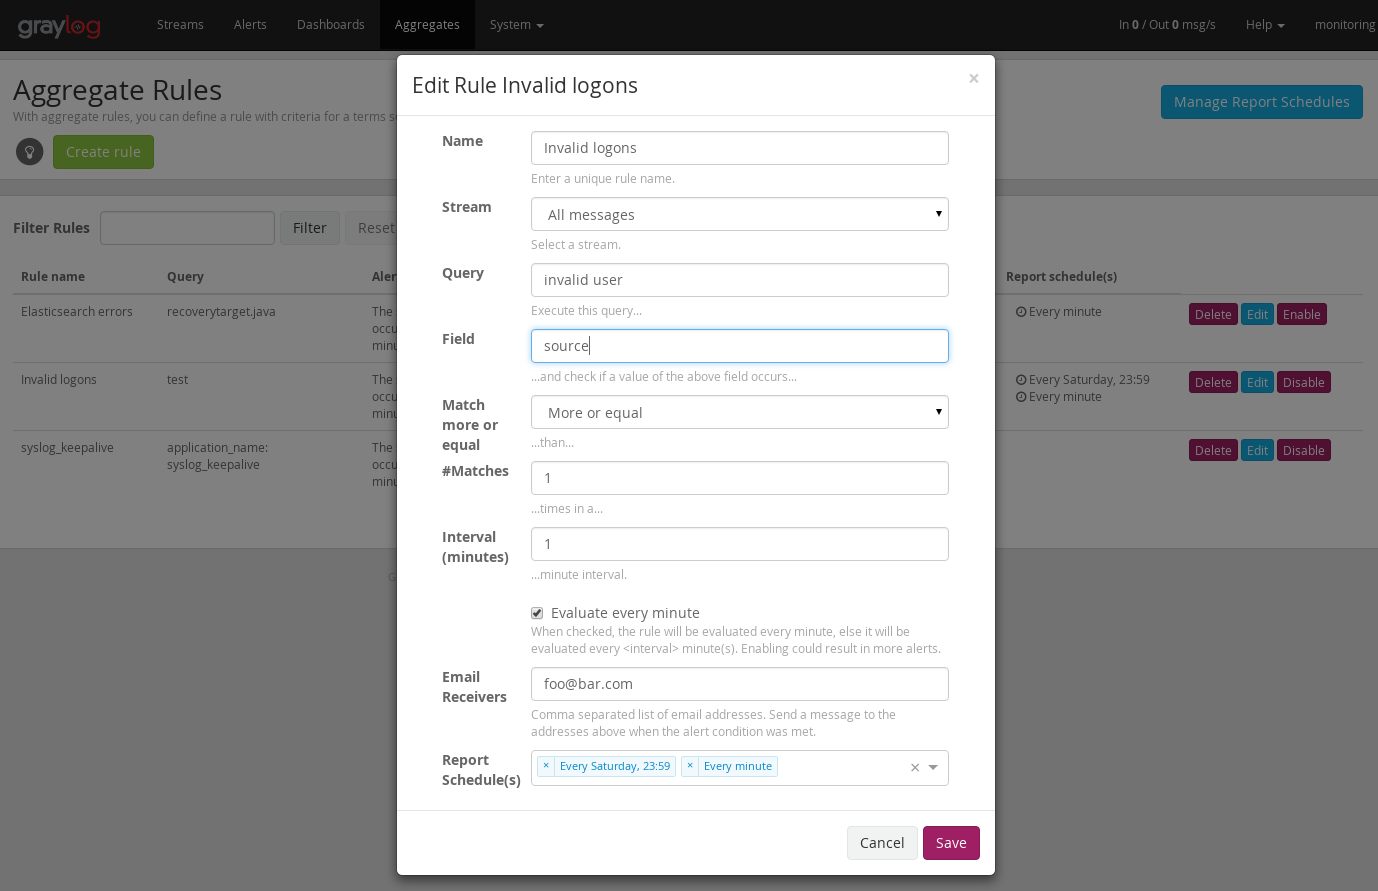 graylog
Streams
Alerts
Dashboards
Aggregates
System
In 0 / Out 0 msg/s
Help
monitoring
Aggregate Rules
With aggregate rules, you can define a rule with criteria for a terms
Manage Report Schedules
Create rule
Filter Rules
Filter
Reset
Rule name
Query
Report schedule(s)
Elasticsearch errors
recoverytarget.java
The
Every minute
Delete
Edit
Enable
Invalid logons
test
The
Every Saturday, 23:59
Every minute
Delete
Edit
Disable
syslog_keepalive
application_name:
syslog_keepalive
The
Delete
Edit
Disable
Edit Rule Invalid logons
×
Name
Invalid logons
Enter a unique rule name.
Stream
All messages
Select a stream.
Query
invalid user
Execute this query...
Field
source
...and check if a value of the above field occurs...
Match
more or
equal
More or equal
...than...
#Matches
1
...times in a...
Interval
(minutes)
1
...minute interval.
Evaluate every minute
When checked, the rule will be evaluated every minute, else it will be
evaluated every <interval> minute(s). Enabling could result in more alerts.
Email
Receivers
foo@bar.com
Comma separated list of email addresses. Send a message to the
addresses above when the alert condition was met.
Report
Schedule(s)
× Every Saturday, 23:59
× Every minute
×
Cancel
Save